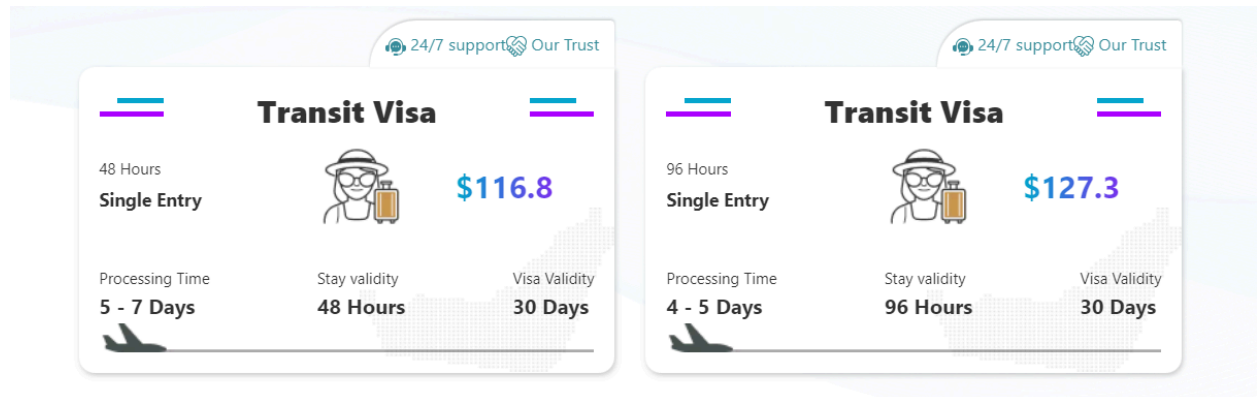 24/7 support Our Trust
Transit Visa
48 Hours
Single Entry
$116.8
Processing Time
5 - 7 Days
Stay validity
48 Hours
Visa Validity
30 Days
24/7 support Our Trust
Transit Visa
96 Hours
Single Entry
$127.3
Processing Time
4 - 5 Days
Stay validity
96 Hours
Visa Validity
30 Days